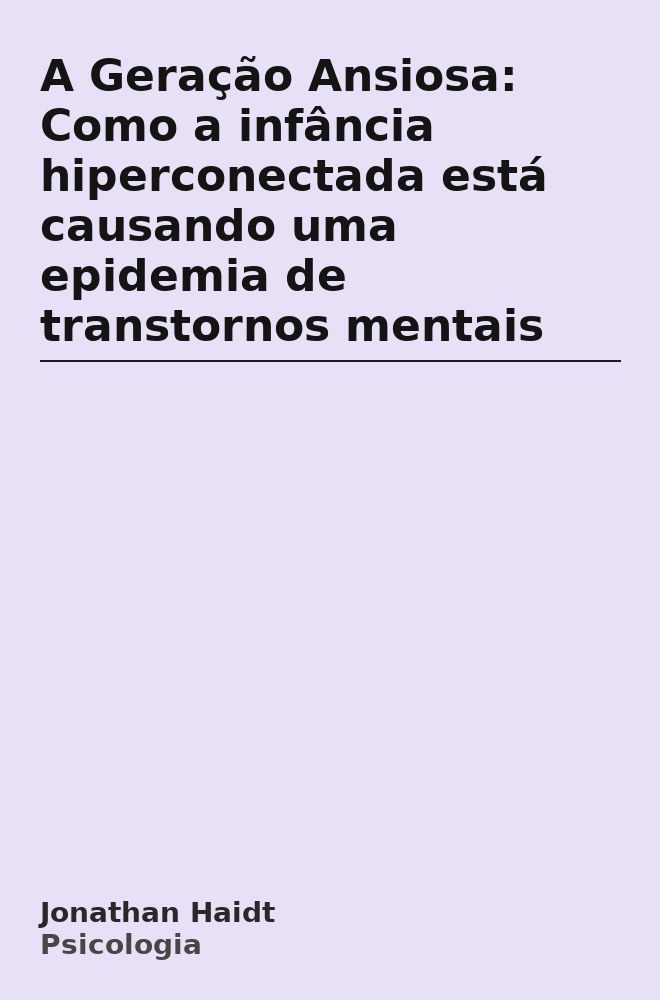 A Geração Ansiosa:
Como a infância
hiperconectada está
causando uma
epidemia de
transtornos mentais
Jonathan Haidt
Psicologia